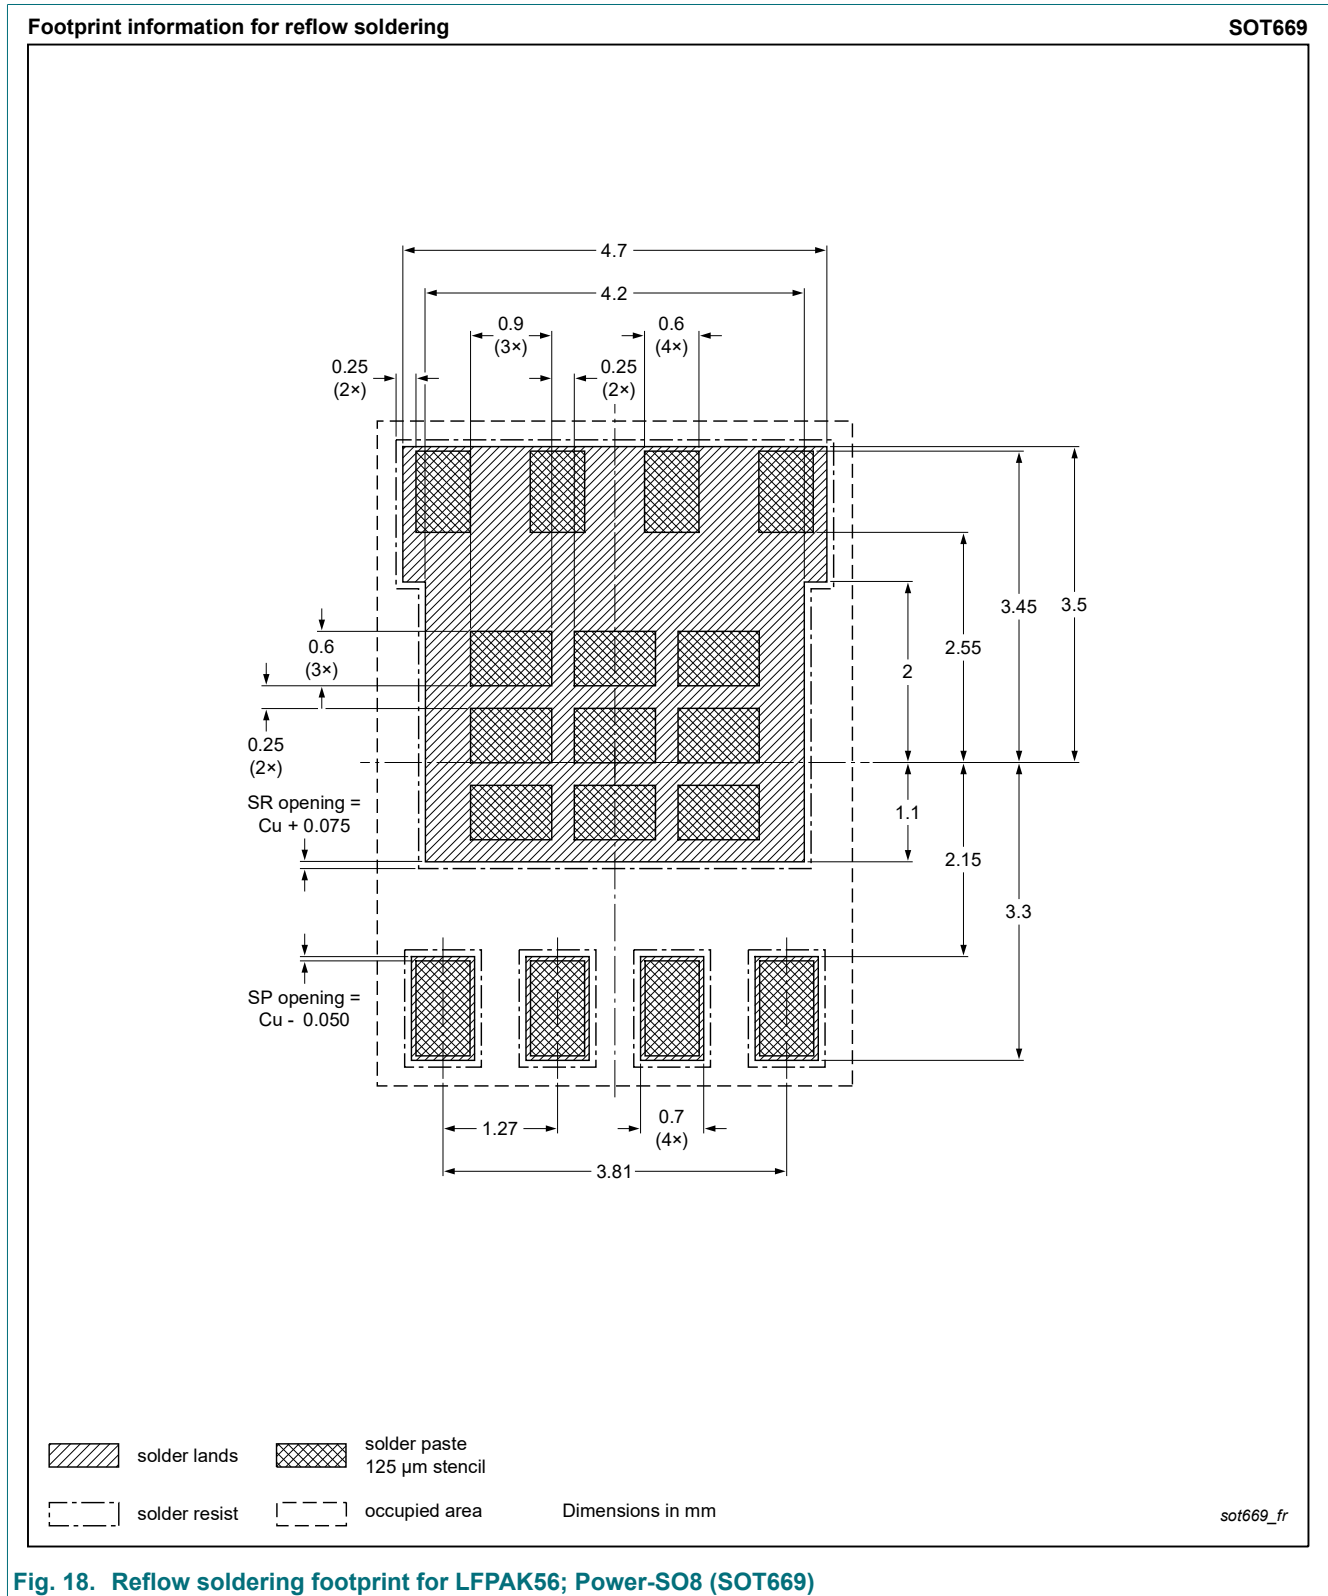 Footprint information for reflow soldering
SOT669
4.7
4.2
0.9
(3×)
0.6
(4×)
0.25
(2×)
0.25
(2×)
3.45
3.5
2.55
2
0.6
(3×)
0.25
(2×)
SR opening =
Cu + 0.075
1.1
2.15
3.3
SP opening =
Cu - 0.050
1.27
0.7
(4×)
3.81
solder lands
solder paste
125 µm stencil
solder resist
occupied area
Dimensions in mm
sot669_fr
Fig. 18. Reflow soldering footprint for LFPAK56; Power-SO8 (SOT669)